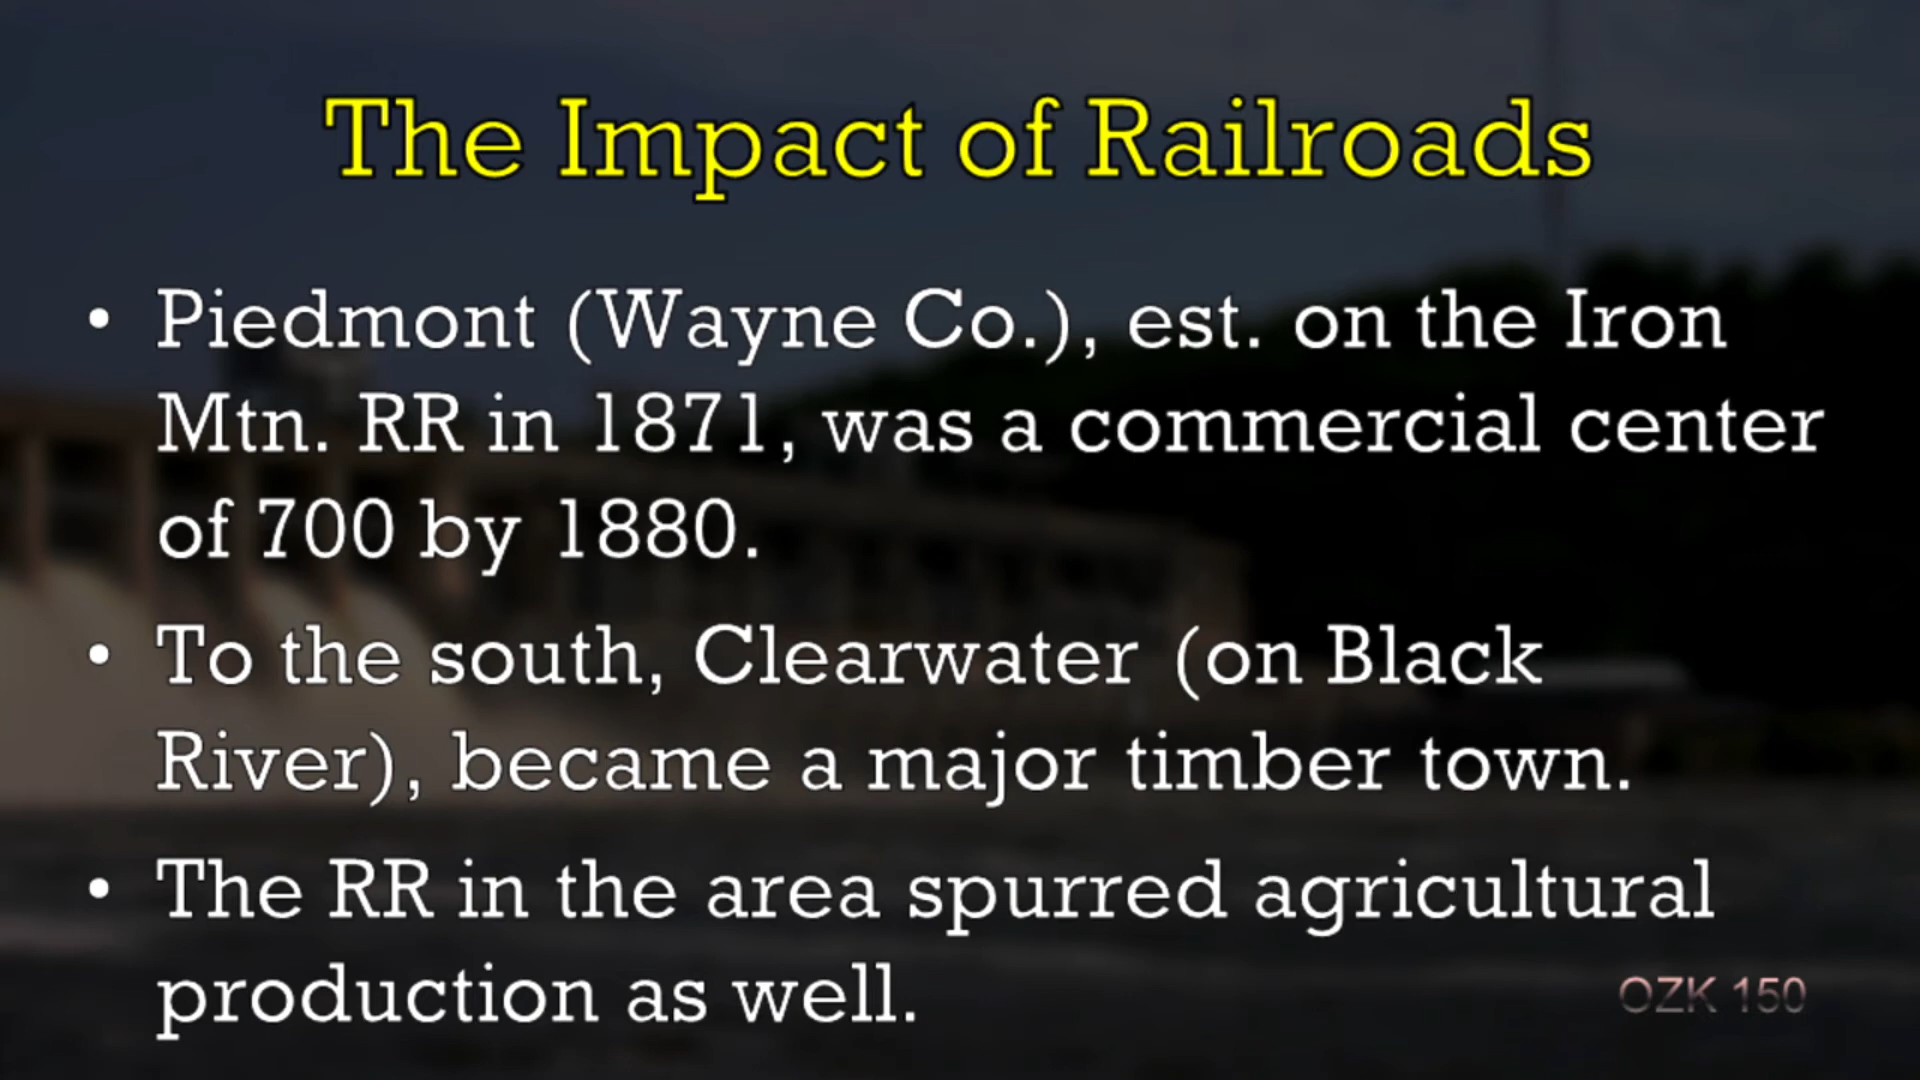 The Impact of Railroads
• Piedmont (Wayne Co.), est. on the Iron
Mtn. RR in 1871, was a commercial center
of 700 by 1880.
• To the south, Clearwater (on Black
River), became a major timber town.
• The RR in the area spurred agricultural
production as well.
OZK 150